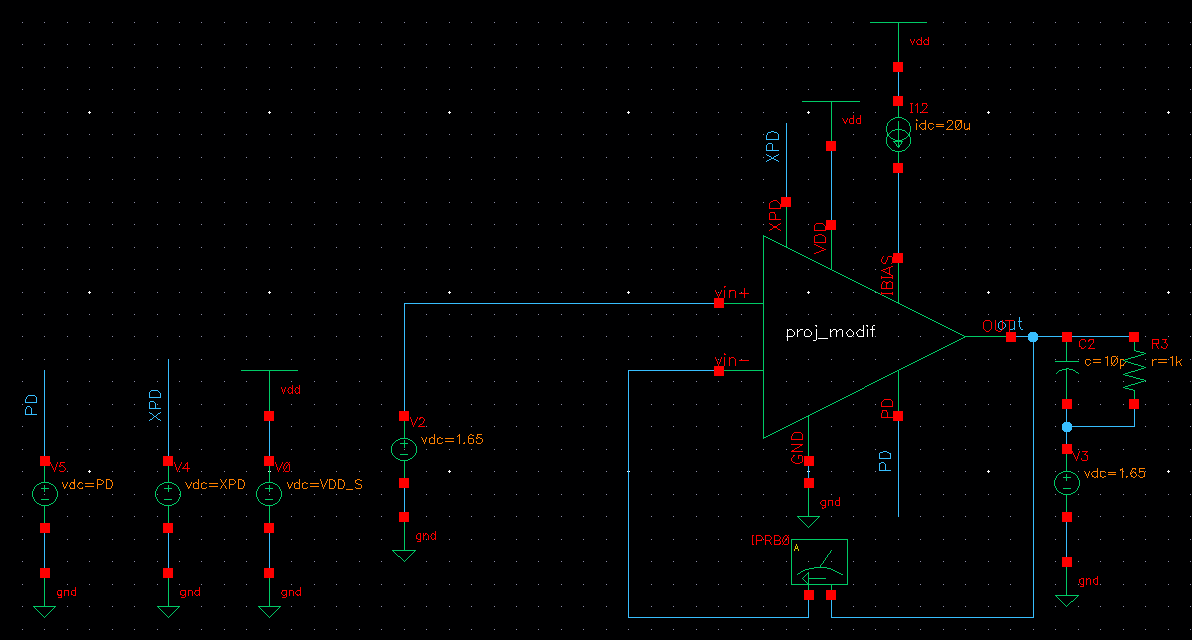 vdd
I12
idc=20u
vdd
XPD
XPD
VDD
IBIAS
vin+
proj_modif
OUT
out
C2
c=10p
R3
r=1k
vin-
vdd
PD
XPD
PD
GND
PD
V2
vdc=1.65
V3
vdc=1.65
V5
vdc=PD
V4
vdc=XPD
V0
vdc=VDD_S
gnd
gnd
IPRB0
A
gnd
gnd
gnd
gnd